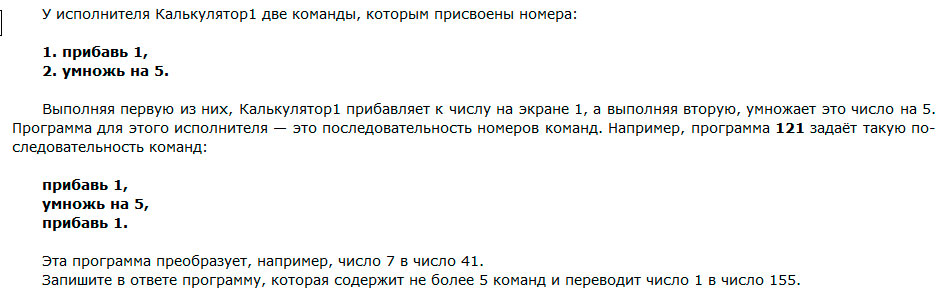 У исполнителя Калькулятор1 две команды, которым присвоены номера:
1. прибавь 1,
2. умножь на 5.
Выполняя первую из них, Калькулятор1 прибавляет к числу на экране 1, а выполняя вторую, умножает это число на 5.
Программа для этого исполнителя — это последовательность номеров команд. Например, программа 121 задаёт такую по-
следовательность команд:
прибавь 1,
умножь на 5,
прибавь 1.
Эта программа преобразует, например, число 7 в число 41.
Запишите в ответе программу, которая содержит не более 5 команд и переводит число 1 в число 155.